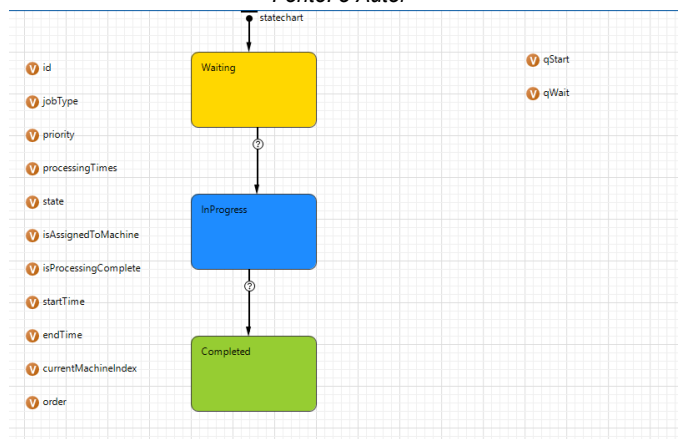 statechart
id
jobType
priority
processingTimes
state
isAssignedToMachine
isProcessingComplete
startTime
endTime
currentMachineIndex
order
Waiting
?
InProgress
?
Completed
qStart
qWait